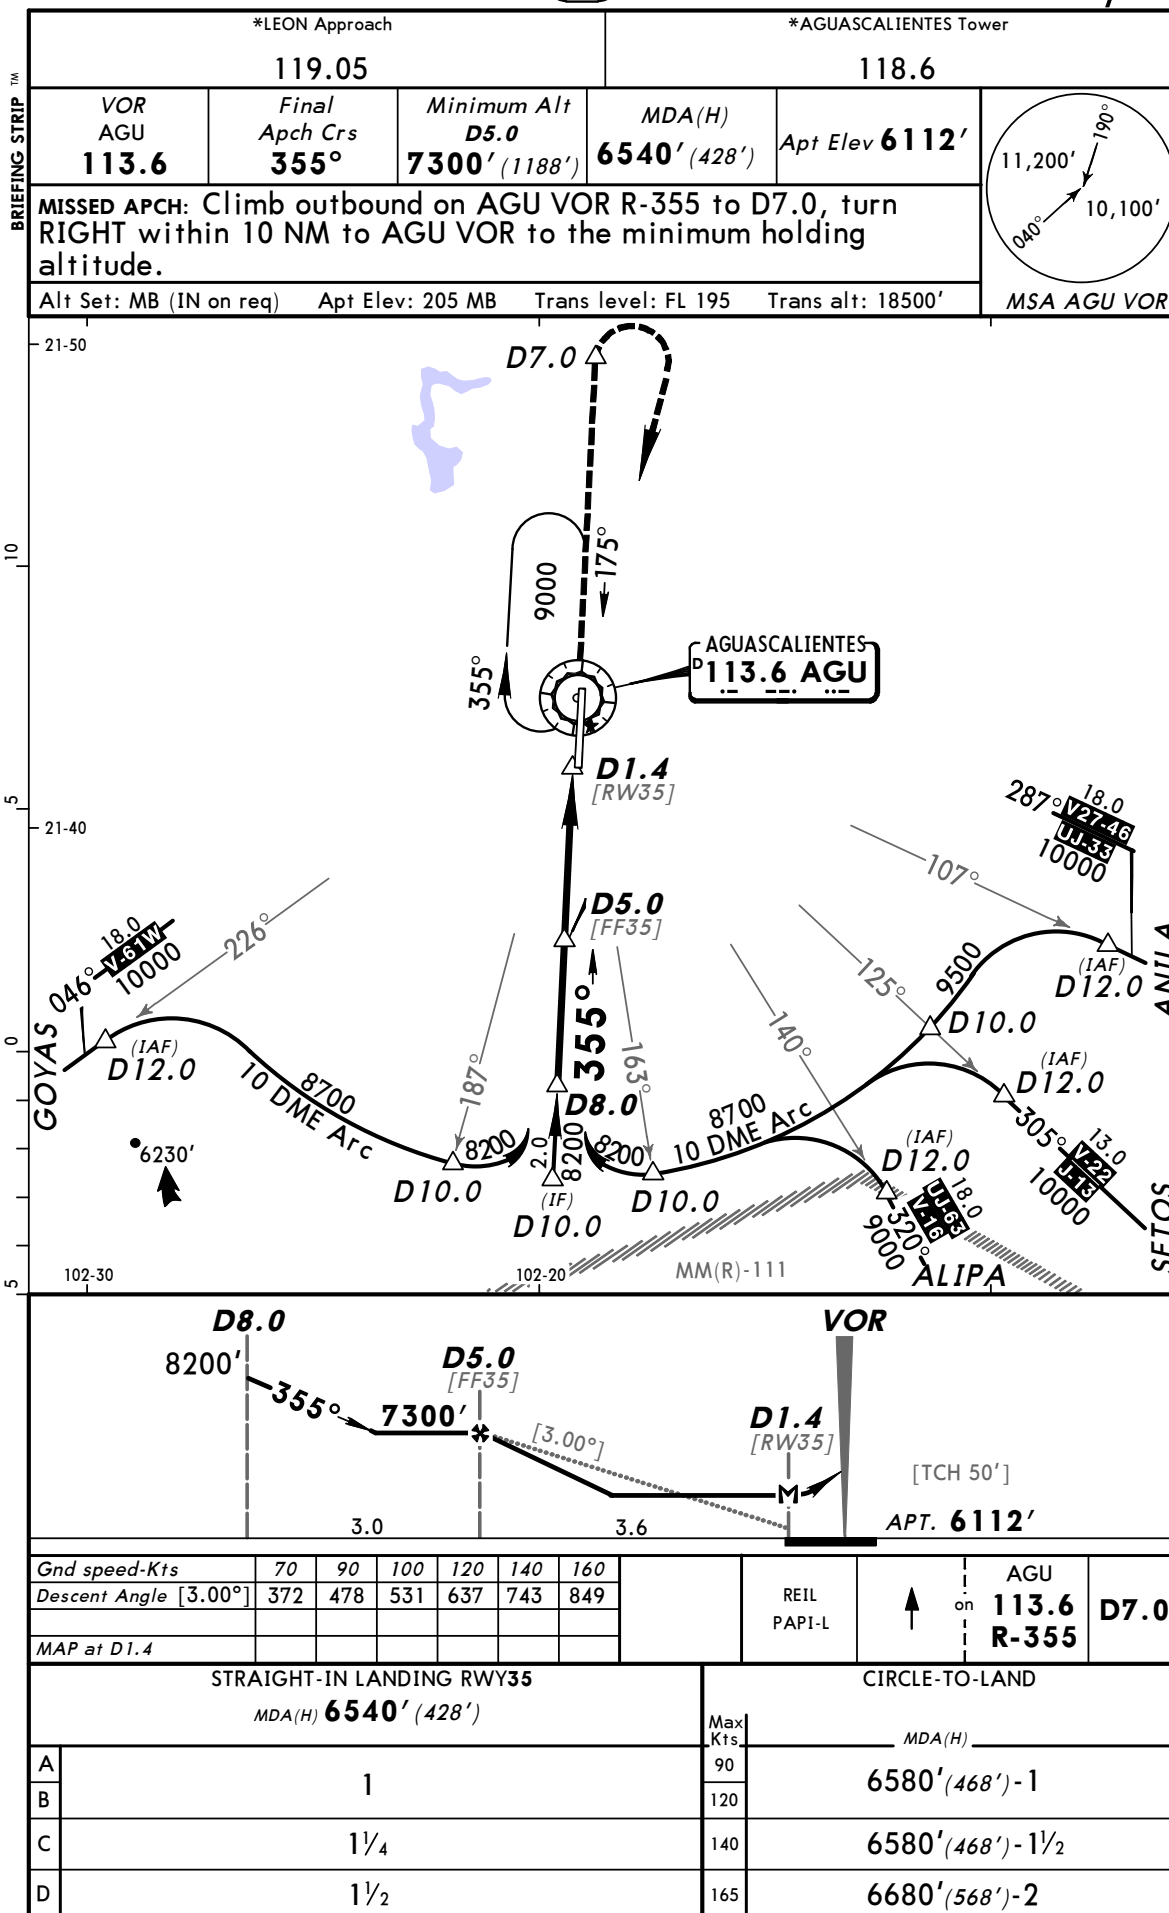 *LEON Approach
119.05
*AGUASCALIENTES Tower
118.6
BRIEFING STRIP TM
VOR
AGU
113.6
Final
Apch Crs
355°
Minimum Alt
D5.0
7300' (1188')
MDA(H)
6540' (428')
Apt Elev 6112'
MISSED APCH: Climb outbound on AGU VOR R-355 to D7.0, turn
RIGHT within 10 NM to AGU VOR to the minimum holding
altitude.
Alt Set: MB (IN on req) Apt Elev: 205 MB Trans level: FL 195 Trans alt: 18500'
190°
11,200'
10,100'
040°
MSA AGU VOR
21-50
D7.0
10
9000
175°
355°
AGUASCALIENTES
D 113.6 AGU
D1.4
[RW35]
5
21-40
287°
18.0
V27-46
UJ-33
10000
107°
D5.0
[FF35]
226°
18.0
V-61W
10000
046°
GOYAS
(IAF)
D12.0
125°
9500
(IAF)
D12.0
ANILA
D10.0
140°
163°
355°
187°
0
8700
10 DME Arc
D8.0
8700
10 DME Arc
(IAF)
D12.0
305°
13.0
V-22
J-13
10000
SETOS
6230'
8200
D10.0
2.0
8200
(IF)
D10.0
8200
D10.0
(IAF)
D12.0
18.0
UJ-63
V-16
320°
9000
ALIPA
MM(R)-111
5
102-30
102-20
D8.0
8200'
355°
7300'
D5.0
[FF35]
[3.00°]
D1.4
[RW35]
VOR
[TCH 50']
APT. 6112'
3.0
3.6
Gnd speed-Kts 70 90 100 120 140 160
Descent Angle [3.00°] 372 478 531 637 743 849
MAP at D1.4
REIL
PAPI-L
on
AGU
113.6
R-355
D7.0
STRAIGHT-IN LANDING RWY35
MDA(H) 6540' (428')
CIRCLE-TO-LAND
Max
Kts
MDA(H)
A
B
1
90
120
6580'(468')-1
C
1 1/4
140
6580'(468')-1 1/2
D
1 1/2
165
6680'(568')-2